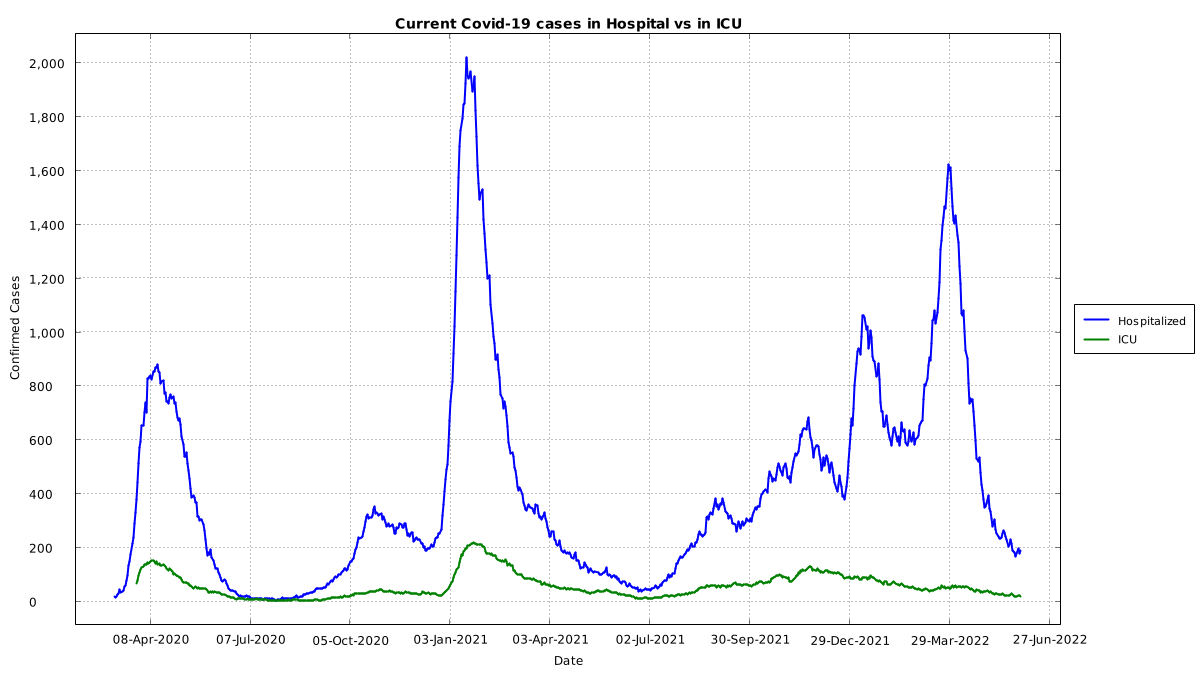 Current Covid-19 cases in Hospital vs in ICU
Confirmed Cases
2,000
1,800
1,600
1,400
1,200
1,000
800
600
400
200
0
08-Apr-2020 07-Jul-2020 05-Oct-2020 03-Jan-2021 03-Apr-2021 02-Jul-2021 30-Sep-2021 29-Dec-2021 29-Mar-2022 27-Jun-2022
Date
Hospitalized
ICU